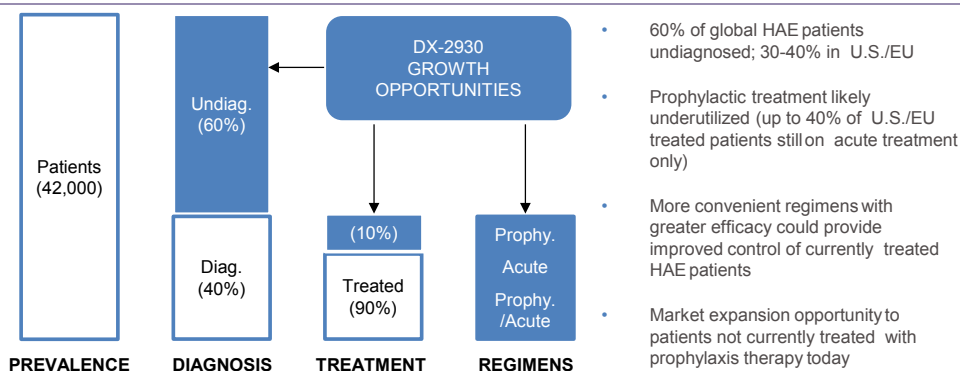 Patients
(42,000)
PREVALENCE
Undiag.
(60%)
Diag.
(40%)
DIAGNOSIS
DX-2930
GROWTH
OPPORTUNITIES
(10%)
Treated
(90%)
TREATMENT
Prophy.
Acute
Prophy.
/Acute
REGIMENS
• 60% of global HAE patients
undiagnosed; 30-40% in U.S./EU
• Prophylactic treatment likely
underutilized (up to 40% of U.S./EU
treated patients still on acute treatment
only)
• More convenient regimens with
greater efficacy could provide
improved control of currently treated
HAE patients
• Market expansion opportunity to
patients not currently treated with
prophylaxis therapy today